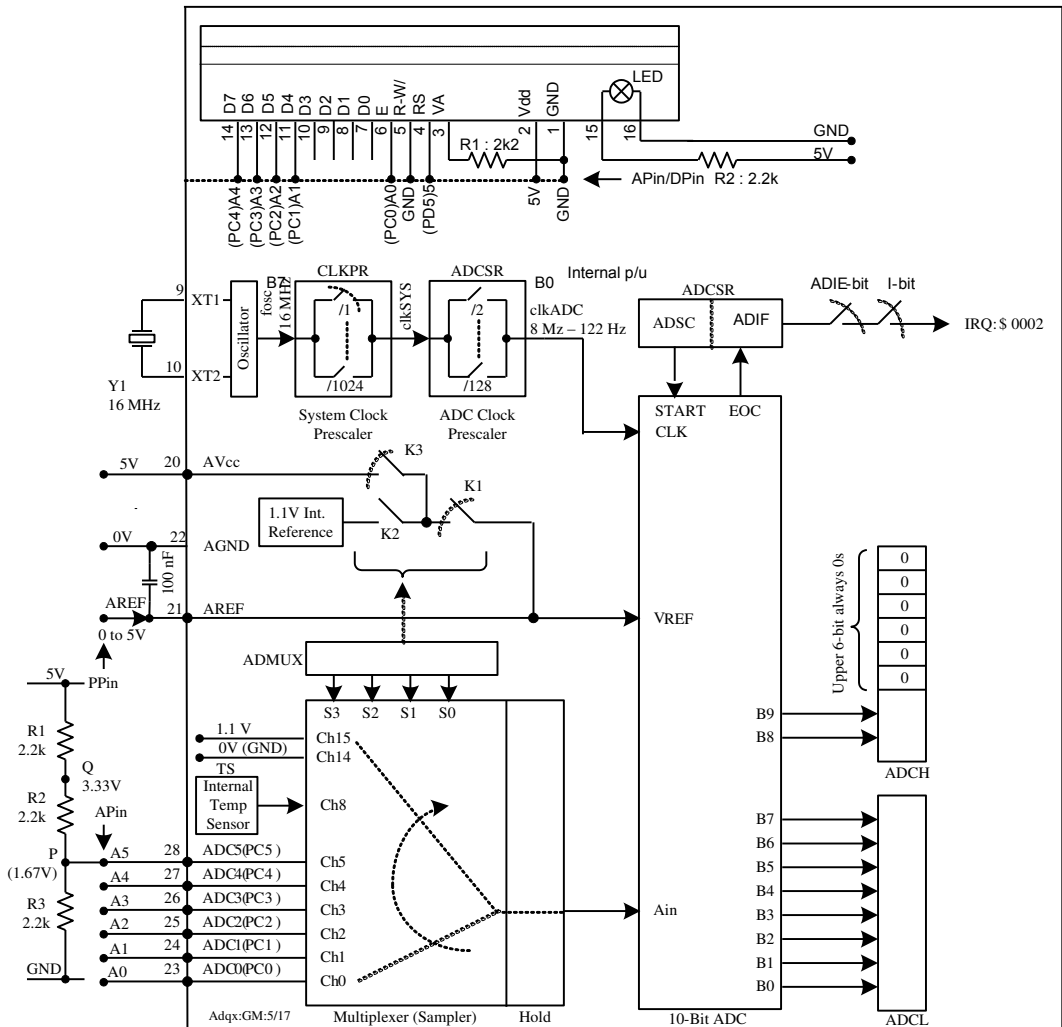 LED
D7
D6
D5
D4
D3
D2
D1
D0
E
R-W/
RS
VA
Vdd
GND
14
13
12
11
10
9
8
7
6
5
4
3
2
1
15
16
R1 : 2k2
GND
5V
APin/DPin R2 : 2.2k
(PC4)A4
(PC3)A3
(PC2)A2
(PC1)A1
(PC0)A0
GND
(PD5)5
5V
GND
CLKPR
ADCSR
B7
B0
Internal p/u
ADCSR
ADIE-bit
I-bit
9
XT1
Oscillator
fosc
16 MHz
/1
/1024
clkSYS
/2
/128
clkADC
8 Mz – 122 Hz
ADSC
ADIF
IRQ: $ 0002
10
XT2
Y1
16 MHz
System Clock
Prescaler
ADC Clock
Prescaler
START
EOC
CLK
5V
20
AVcc
K3
K1
1.1V Int.
Reference
K2
0V
22
AGND
100 nF
AREF
21
AREF
0 to 5V
VREF
PPin
ADMUX
S3
S2
S1
S0
Upper 6-bit always 0s
0
0
0
0
0
0
B9
B8
ADCH
5V
R1
2.2k
Q
3.33V
R2
2.2k
APin
P
(1.67V)
R3
2.2k
GND
1.1 V
Ch15
0V (GND)
Ch14
TS
Internal
Temp
Sensor
Ch8
A5
28
ADC5(PC5)
Ch5
A4
27
ADC4(PC4)
Ch4
A3
26
ADC3(PC3)
Ch3
A2
25
ADC2(PC2)
Ch2
A1
24
ADC1(PC1)
Ch1
A0
23
ADC0(PC0)
Ch0
Ain
B7
B6
B5
B4
B3
B2
B1
B0
Adqx:GM:5/17
Multiplexer (Sampler)
Hold
10-Bit ADC
ADCL